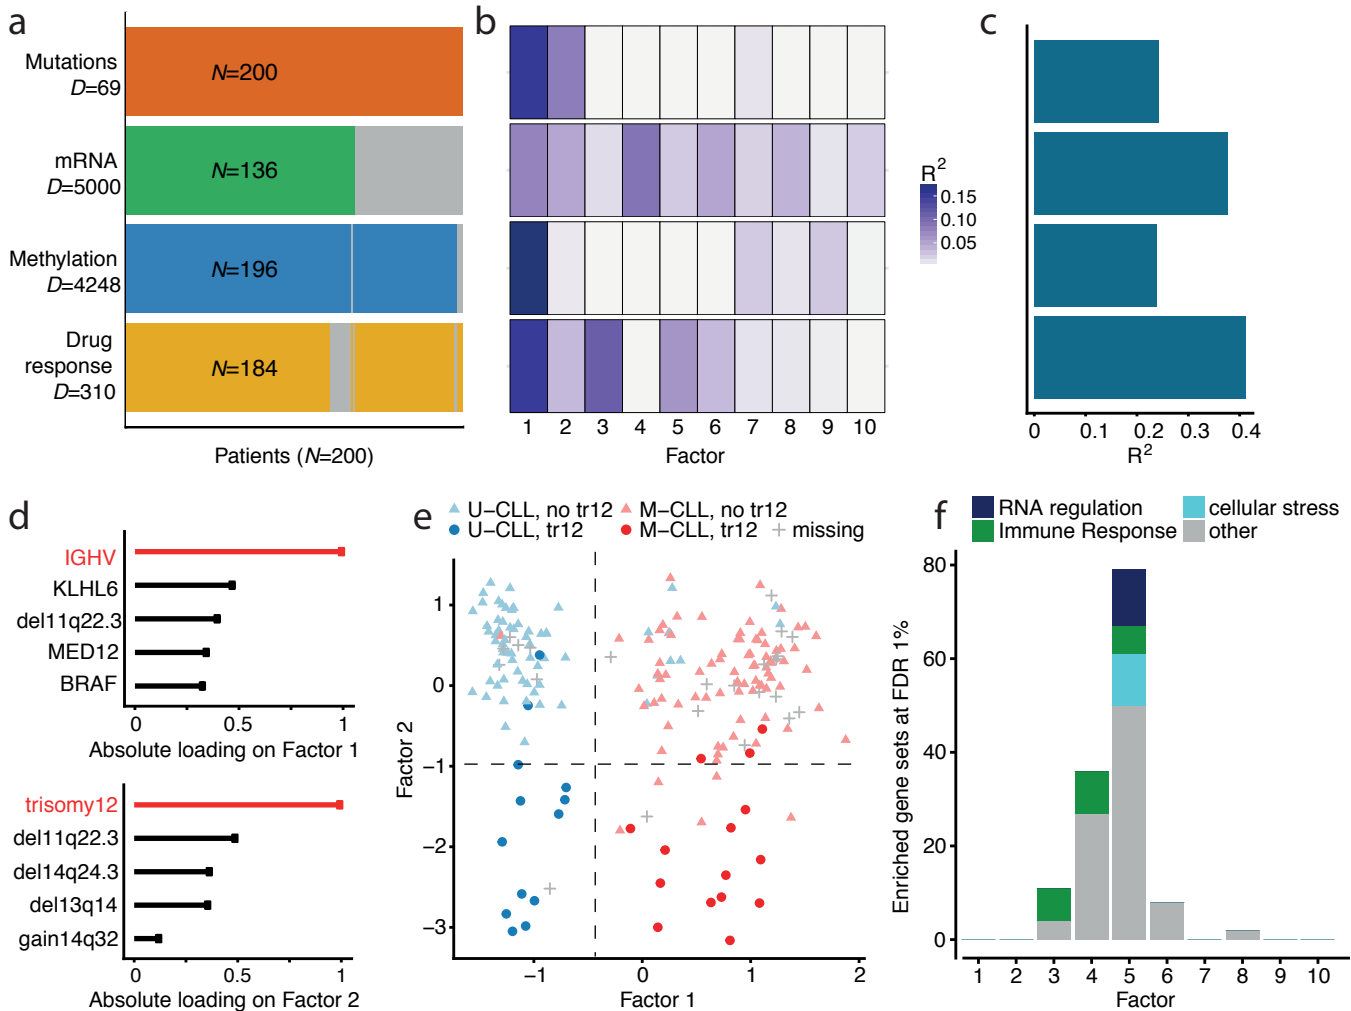 a
Mutations
D=69
N=200
mRNA
D=5000
N=136
Methylation
D=4248
N=196
Drug
response
D=310
N=184
Patients (N=200)
b
R²
0.15
0.10
0.05
1 2 3 4 5 6 7 8 9 10
Factor
c
0 0.1 0.2 0.3 0.4
R²
d
IGHV
KLHL6
del11q22.3
MED12
BRAF
0 0.5 1
Absolute loading on Factor 1
trisomy12
del11q22.3
del14q24.3
del13q14
gain14q32
0 0.5 1
Absolute loading on Factor 2
e
U−CLL, no tr12 M−CLL, no tr12
U−CLL, tr12 M−CLL, tr12 missing
Factor 2
1
0
−1
−2
−3
−1 0 1 2
Factor 1
f
RNA regulation cellular stress
Immune Response other
Enriched gene sets at FDR 1%
80
60
40
20
0
1 2 3 4 5 6 7 8 9 10
Factor